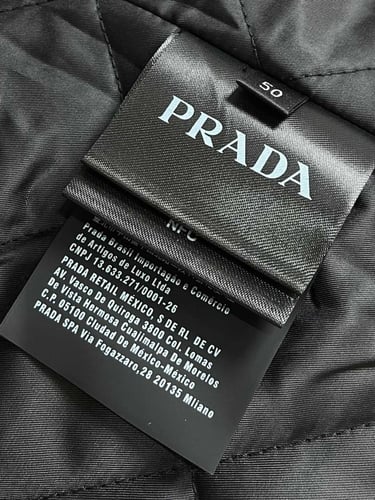 50
PRADA
NFC
Prada Brasil Importação e Comércio
de Artigos de Luxo Ltda
CNPJ 13.633.271/0001-26
PRADA RETAIL MÉXICO, S DE RL DE CV
AV. Vasco De Quiroga 3800 Col. Lomas
De Vista Hermosa Cuajimalpa De Morelos
C.P. 05100 Ciudad De México-México
PRADA SPA Via Fogazzaro,28 20135 Milano